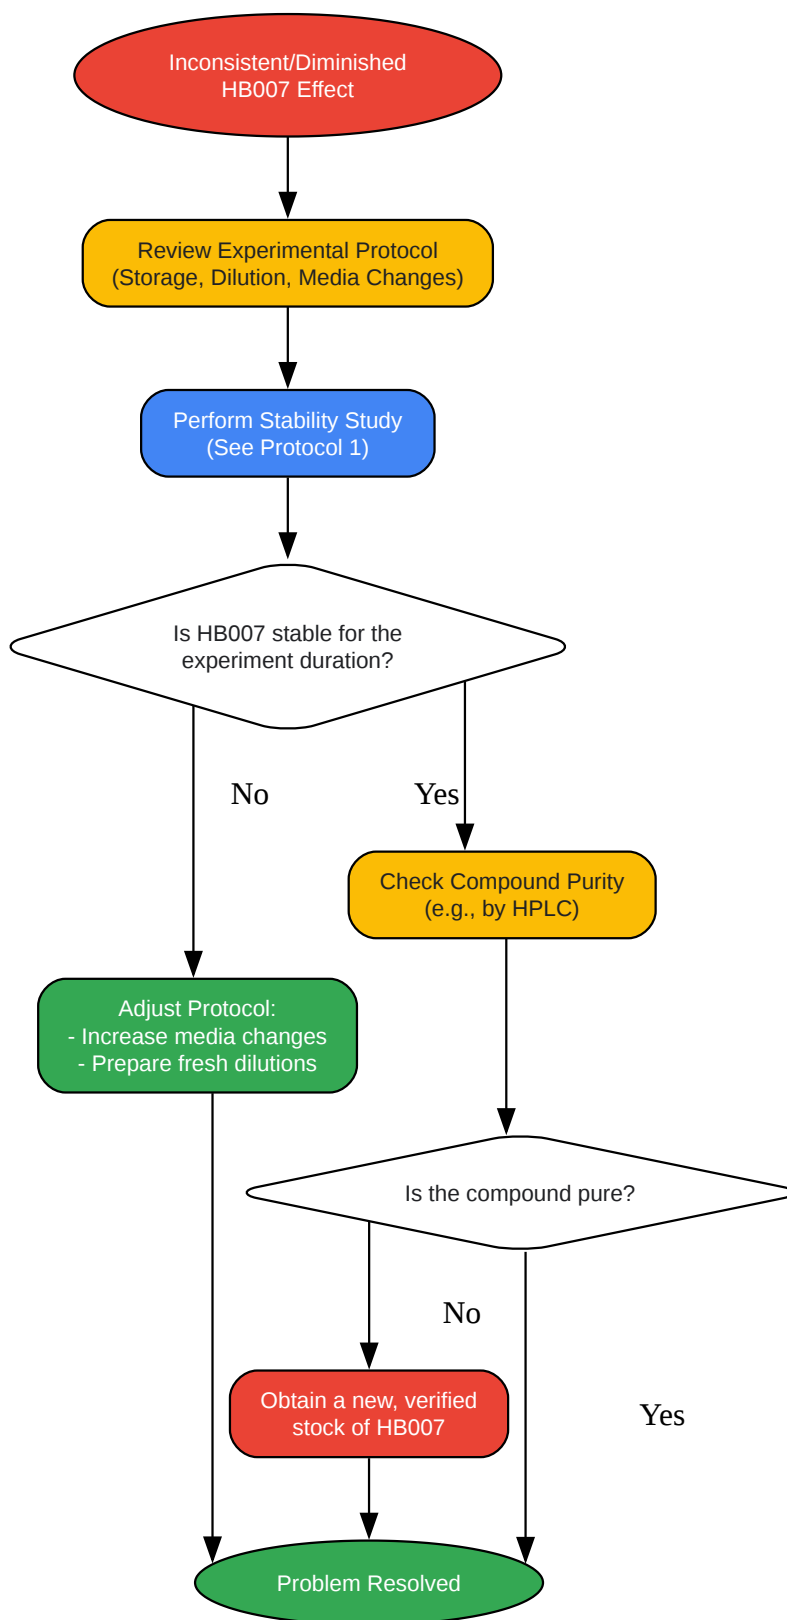 Inconsistent/Diminished
HB007 Effect
Review Experimental Protocol
(Storage, Dilution, Media Changes)
Perform Stability Study
(See Protocol 1)
Is HB007 stable for the
experiment duration?
No
Yes
Check Compound Purity
(e.g., by HPLC)
Adjust Protocol:
- Increase media changes
- Prepare fresh dilutions
Is the compound pure?
No
Obtain a new, verified
stock of HB007
Yes
Problem Resolved